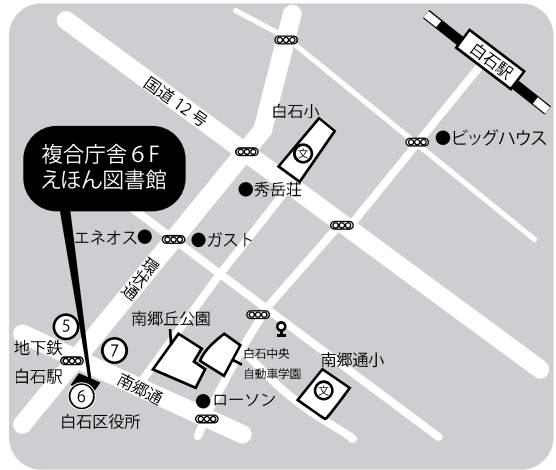 白石駅
国道12号
白石小
文
ビッグハウス
複合庁舎6F
えほん図書館
秀岳荘
エネオス
ガスト
環状通
南郷丘公園
白石中央
自動車学園
南郷通小
文
5
地下鉄
白石駅
7
6
南郷通
ローソン
白石区役所